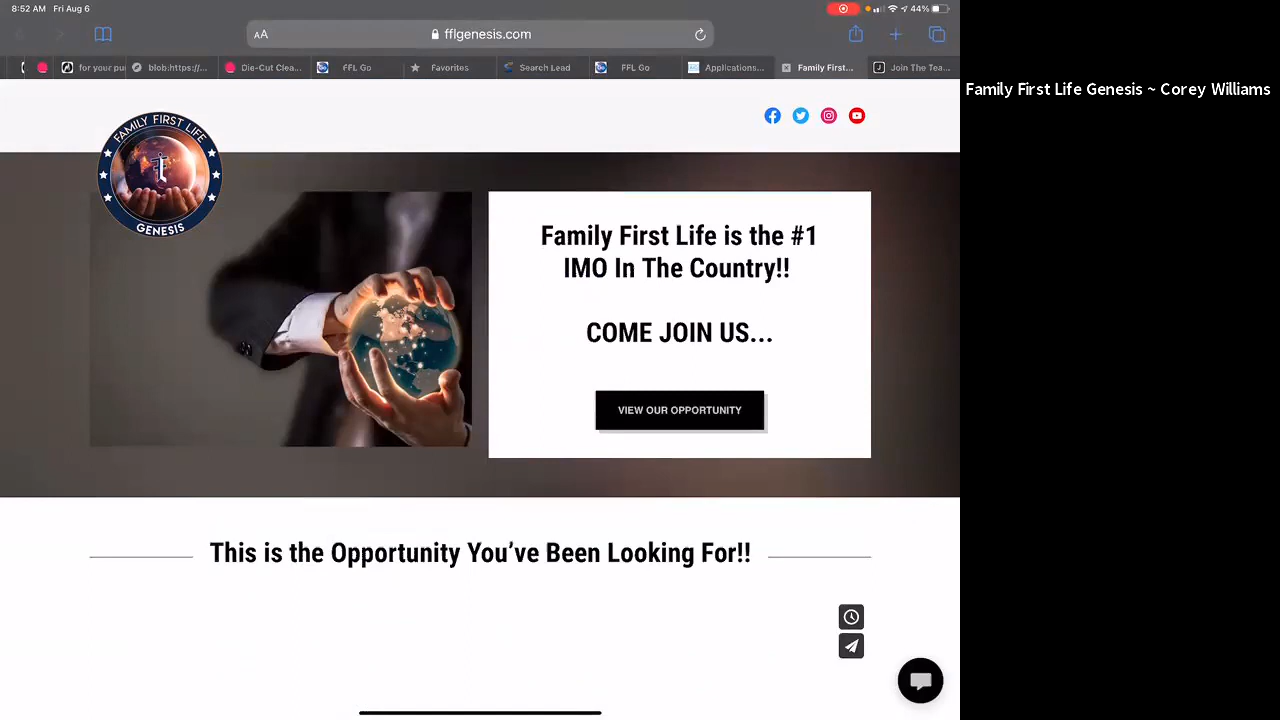 8:52 AM Fri Aug 6
44%
AA
fflgenesis.com
for your pu
blob:https://...
Die-Cut Clea...
FFL Go
Favorites
Search Lead
FFL Go
Applications...
Family First...
Join The Tea...
Family First Life Genesis ~ Corey Williams
FAMILY FIRST LIFE
GENESIS
Family First Life is the #1
IMO In The Country!!
COME JOIN US...
VIEW OUR OPPORTUNITY
This is the Opportunity You've Been Looking For!!